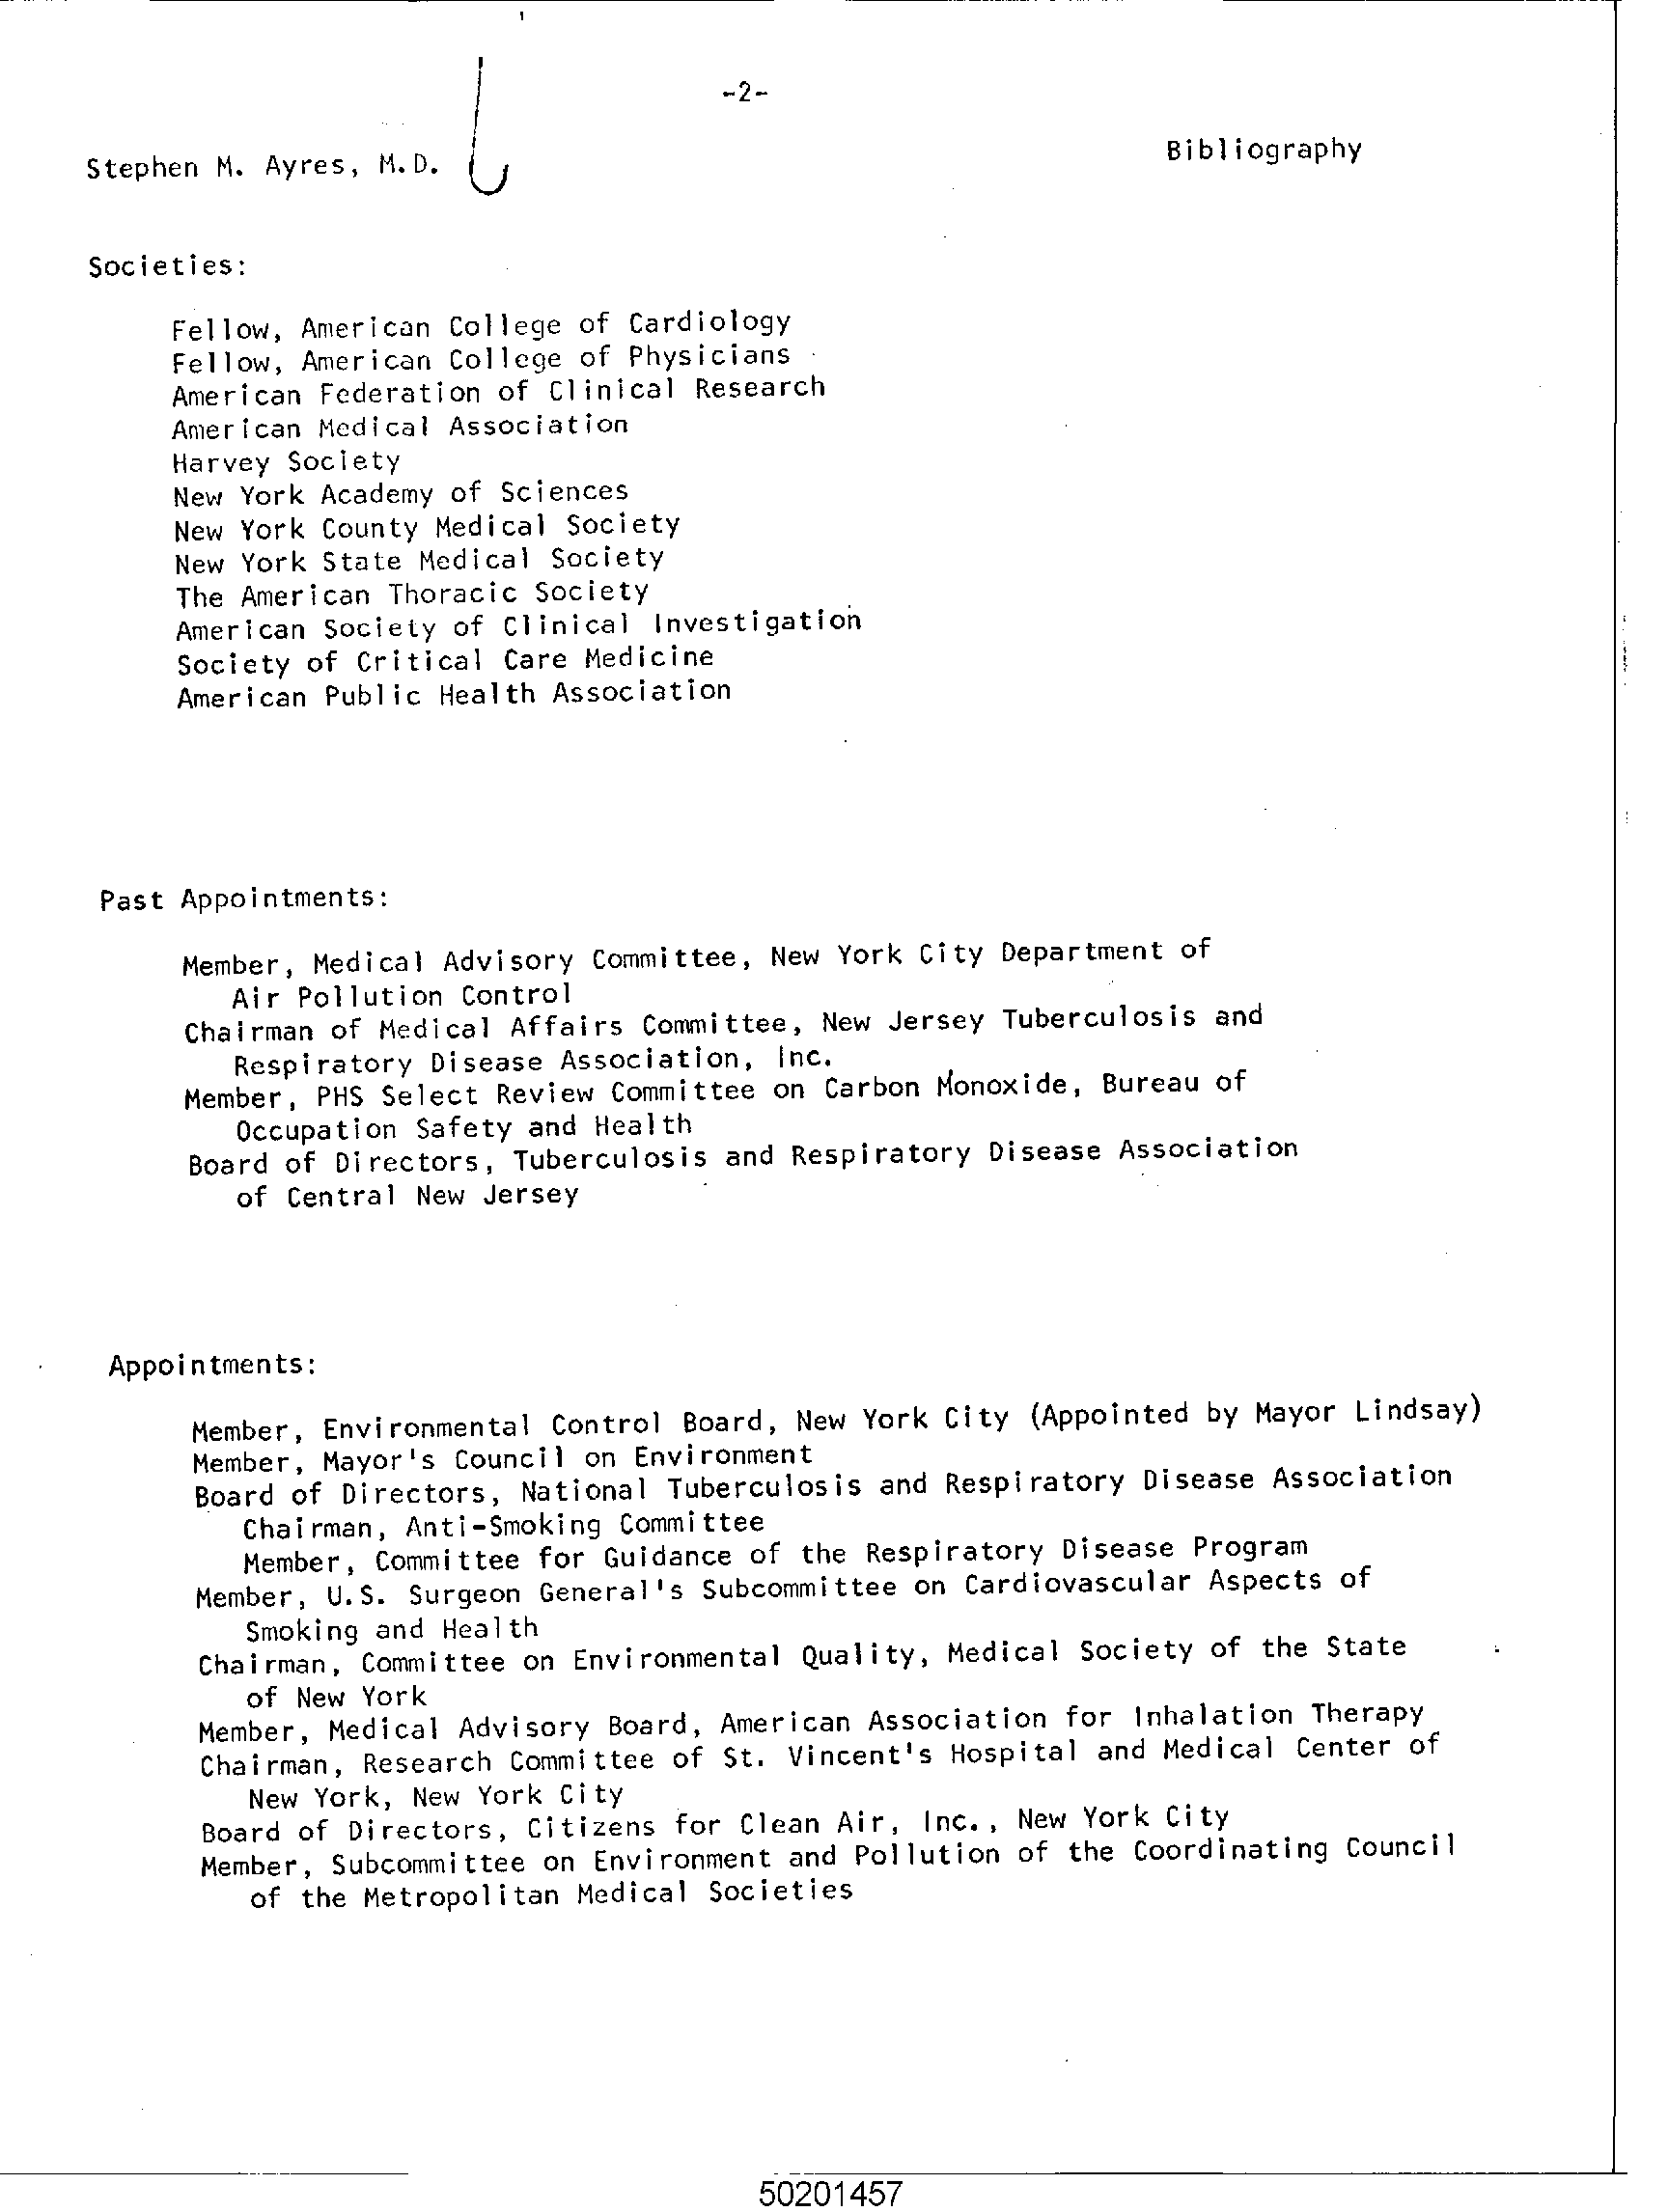 -2-
Stephen M. Ayres, M.D.
Bibliography
Societies:
Fellow, American College of Cardiology
Fellow, American College of Physicians
American Federation of Clinical Research
American Medical Association
Harvey Society
New York Academy of Sciences
New York County Medical Society
New York State Medical Society
The American Thoracic Society
American Society of Clinical Investigation
Society of Critical Care Medicine
American Public Health Association
Past Appointments:
Member, Medical Advisory Committee, New York City Department of
Air Pollution Control
Chairman of Medical Affairs Committee, New Jersey Tuberculosis and
Respiratory Disease Association, Inc.
Member, PHS Select Review Committee on Carbon Monoxide, Bureau of
Occupation Safety and Health
Board of Directors, Tuberculosis and Respiratory Disease Association
of Central New Jersey
Appointments:
Member, Environmental Control Board, New York City (Appointed by Mayor Lindsay)
Member, Mayor's Council on Environment
Board of Directors, National Tuberculosis and Respiratory Disease Association
Chairman, Anti-Smoking Committee
Member, Committee for Guidance of the Respiratory Disease Program
Member, U.S. Surgeon General's Subcommittee on Cardiovascular Aspects of
Smoking and Health
Chairman, Committee on Environmental Quality, Medical Society of the State
of New York
Member, Medical Advisory Board, American Association for Inhalation Therapy
Chairman, Research Committee of St. Vincent's Hospital and Medical Center of
New York, New York City
Board of Directors, Citizens for Clean Air, Inc., New York City
Member, Subcommittee on Environment and Pollution of the Coordinating Council
of the Metropolitan Medical Societies
50201457